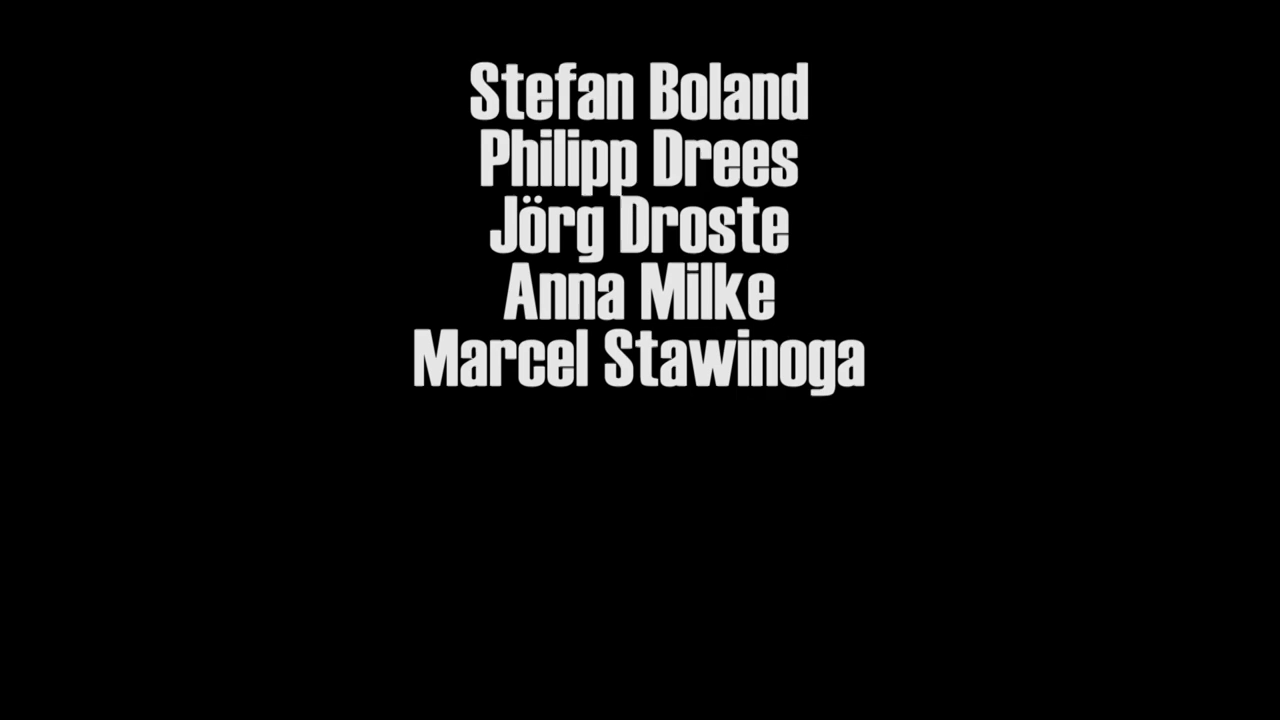 Stefan Boland
Philipp Drees
Jörg Droste
Anna Milke
Marcel Stawinoga